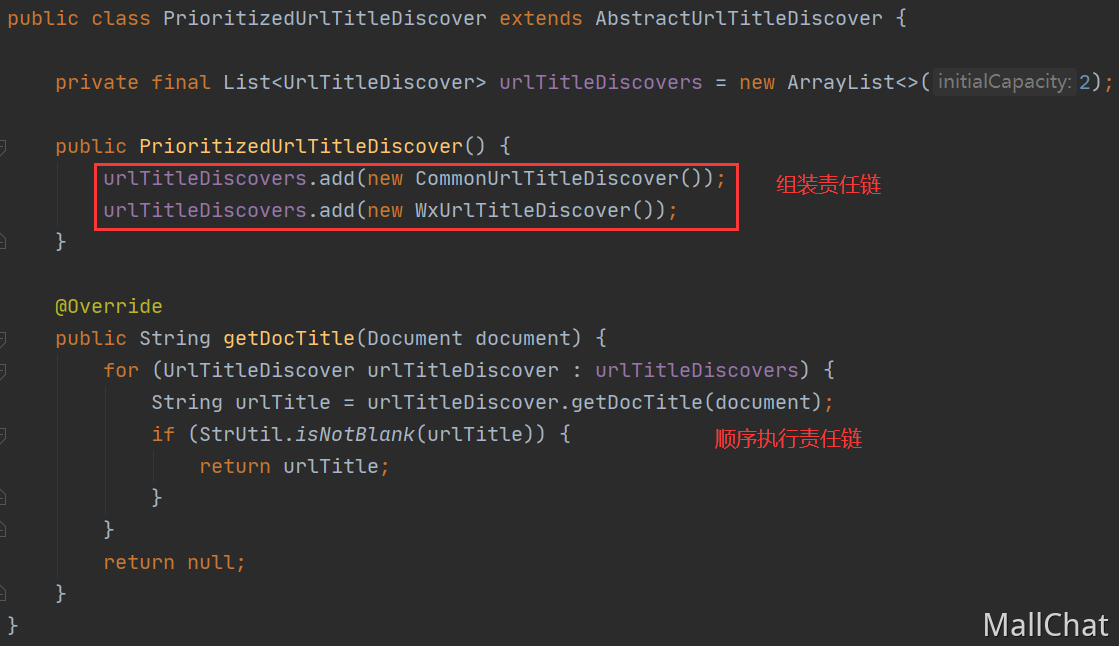 public class PrioritizedUrlTitleDiscover extends AbstractUrlTitleDiscover {
private final List<UrlTitleDiscover> urlTitleDiscovers = new ArrayList<>(initialCapacity: 2);
public PrioritizedUrlTitleDiscover() {
urlTitleDiscovers.add(new CommonUrlTitleDiscover());
组装责任链
urlTitleDiscovers.add(new WxUrlTitleDiscover());
}
@Override
public String getDocTitle(Document document) {
for (UrlTitleDiscover urlTitleDiscover : urlTitleDiscovers) {
String urlTitle = urlTitleDiscover.getDocTitle(document);
if (StrUtil.isNotBlank(urlTitle)) {
顺序执行责任链
return urlTitle;
}
}
return null;
}
}
MallChat